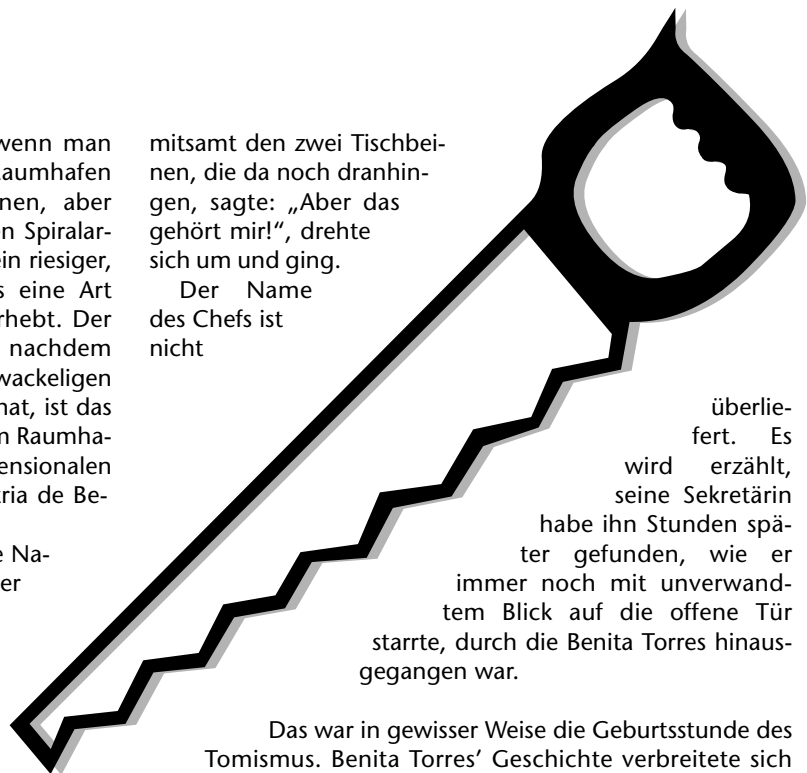 wenn man
aumhafen
nen, aber
en Spiralar-
ein riesiger,
s eine Art
rhebt. Der
nachdem
wackeligen
hat, ist das
m Raumha-
ensionalen
ria de Be-
e Na-
er
mitsamt den zwei Tischbei-
nen, die da noch dranhin-
gen, sagte: „Aber das
gehört mir!“, drehte
sich um und ging.
Der Name
des Chefs ist
nicht
überlie-
fert. Es
wird erzählt,
seine Sekretärin
habe ihn Stunden spä-
ter gefunden, wie er
immer noch mit unverwand-
tem Blick auf die offene Tür
starrte, durch die Benita Torres hinaus-
gegangen war.
Das war in gewisser Weise die Geburtsstunde des
Tomismus. Benita Torres’ Geschichte verbreitete sich